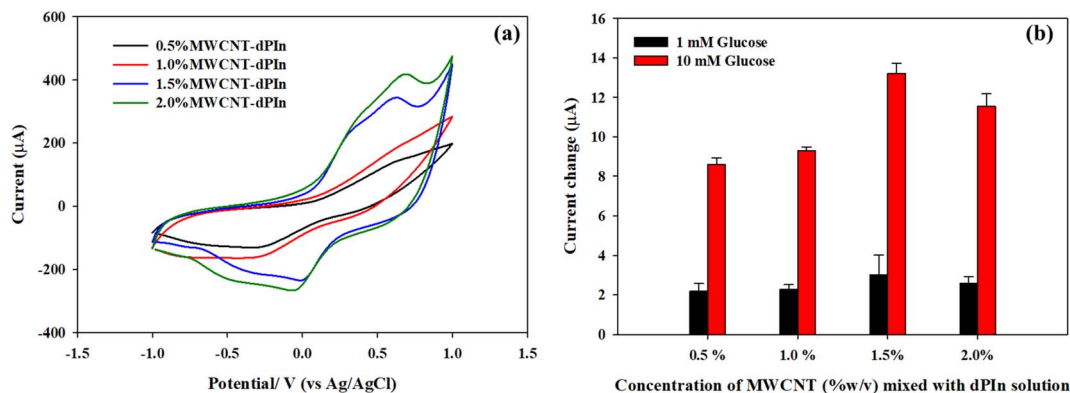 (a)
600
400
200
0
-200
-400
Current (μA)
0.5%MWCNT-dPIn
1.0%MWCNT-dPIn
1.5%MWCNT-dPIn
2.0%MWCNT-dPIn
-1.5 -1.0 -0.5 0.0 0.5 1.0 1.5
Potential/ V (vs Ag/AgCl)
(b)
16
14
12
10
8
6
4
2
0
Current change (μA)
1 mM Glucose
10 mM Glucose
0.5 % 1.0 % 1.5% 2.0%
Concentration of MWCNT (%w/v) mixed with dPIn solution